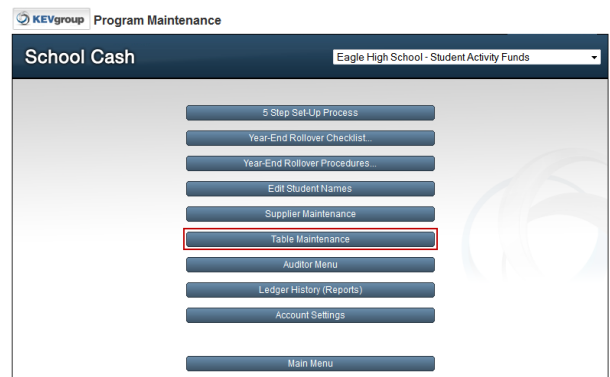 KEVgroup Program Maintenance
School Cash
Eagle High School - Student Activity Funds
5 Step Set-Up Process
Year-End Rollover Checklist...
Year-End Rollover Procedures...
Edit Student Names
Supplier Maintenance
Table Maintenance
Auditor Menu
Ledger History (Reports)
Account Settings
Main Menu